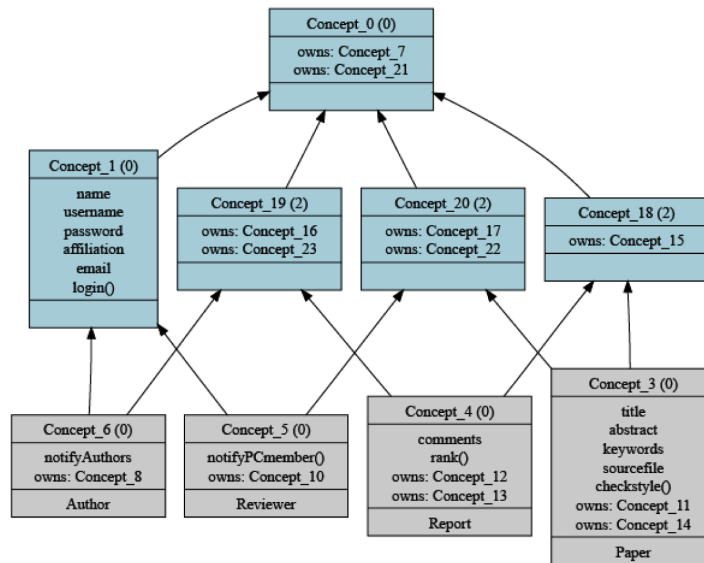 Concept_0 (0)
owns: Concept_7
owns: Concept_21
Concept_1 (0)
name
username
password
affiliation
email
login()
Concept_19 (2)
owns: Concept_16
owns: Concept_23
Concept_20 (2)
owns: Concept_17
owns: Concept_22
Concept_18 (2)
owns: Concept_15
Concept_6 (0)
notifyAuthors
owns: Concept_8
Author
Concept_5 (0)
notifyPCmember()
owns: Concept_10
Reviewer
Concept_4 (0)
comments
rank()
owns: Concept_12
owns: Concept_13
Report
Concept_3 (0)
title
abstract
keywords
sourcefile
checkstyle()
owns: Concept_11
owns: Concept_14
Paper